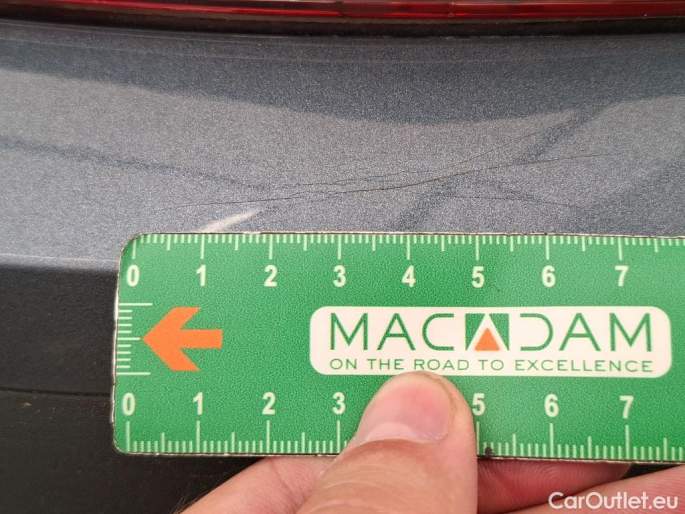 0 1 2 3 4 5 6 7
MACADAM
ON THE ROAD TO EXCELLENCE
0 1 2 3 5 6 7
CarOutlet.eu